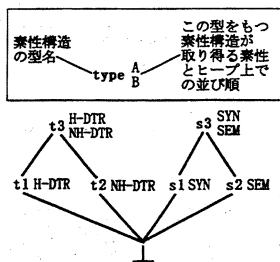 素性構造
の型名
type A
B
この型をもつ
素性構造が
取り得る素性
とヒープ上で
の並び順
t3 H-DTR
NH-DTR
s3 SYN
SEM
t1 H-DTR
t2 NH-DTR
s1 SYN
s2 SEM
⊥